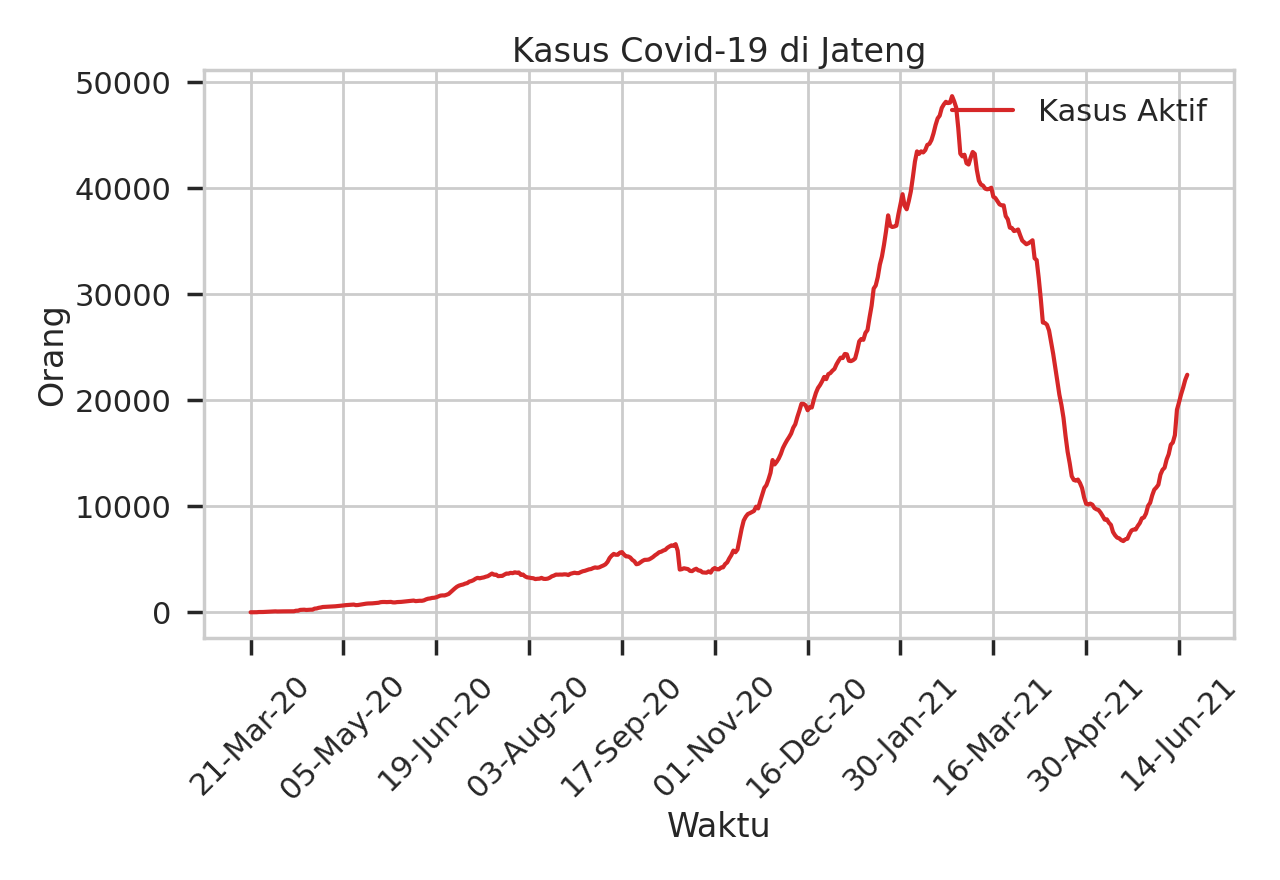 Kasus Covid-19 di Jateng
Kasus Aktif
50000
40000
30000
20000
10000
0
Orang
21-Mar-20
05-May-20
19-Jun-20
03-Aug-20
17-Sep-20
01-Nov-20
16-Dec-20
30-Jan-21
16-Mar-21
30-Apr-21
14-Jun-21
Waktu